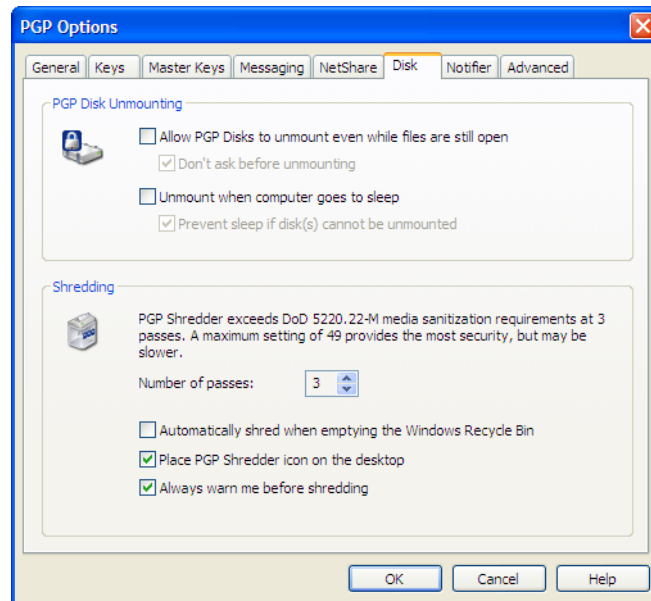 PGP Options
General Keys Master Keys Messaging NetShare Disk Notifier Advanced
PGP Disk Unmounting
Allow PGP Disks to unmount even while files are still open
Don't ask before unmounting
Unmount when computer goes to sleep
Prevent sleep if disk(s) cannot be unmounted
Shredding
PGP Shredder exceeds DoD 5220.22-M media sanitization requirements at 3
passes. A maximum setting of 49 provides the most security, but may be
slower.
Number of passes: 3
Automatically shred when emptying the Windows Recycle Bin
Place PGP Shredder icon on the desktop
Always warn me before shredding
OK Cancel Help